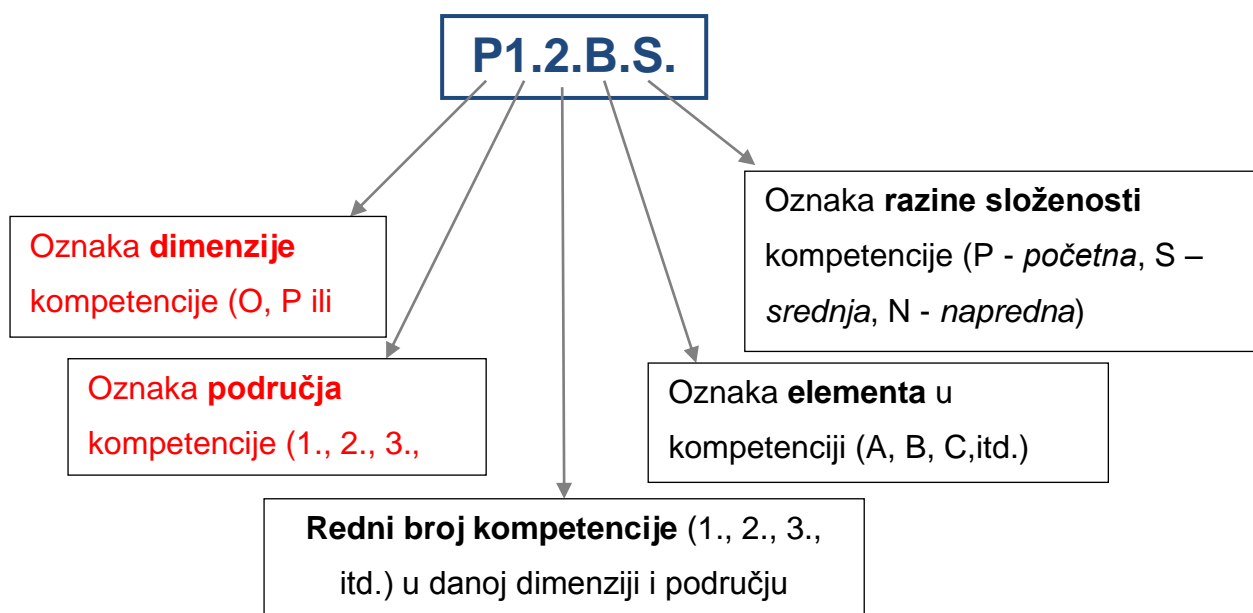 P1.2.B.S.
Oznaka razine složenosti
kompetencije (P - početna, S –
srednja, N - napredna)
Oznaka dimenzije
kompetencije (O, P ili
Oznaka područja
kompetencije (1., 2., 3.,
Oznaka elementa u
kompetenciji (A, B, C,itd.)
Redni broj kompetencije (1., 2., 3.,
itd.) u danoj dimenziji i području